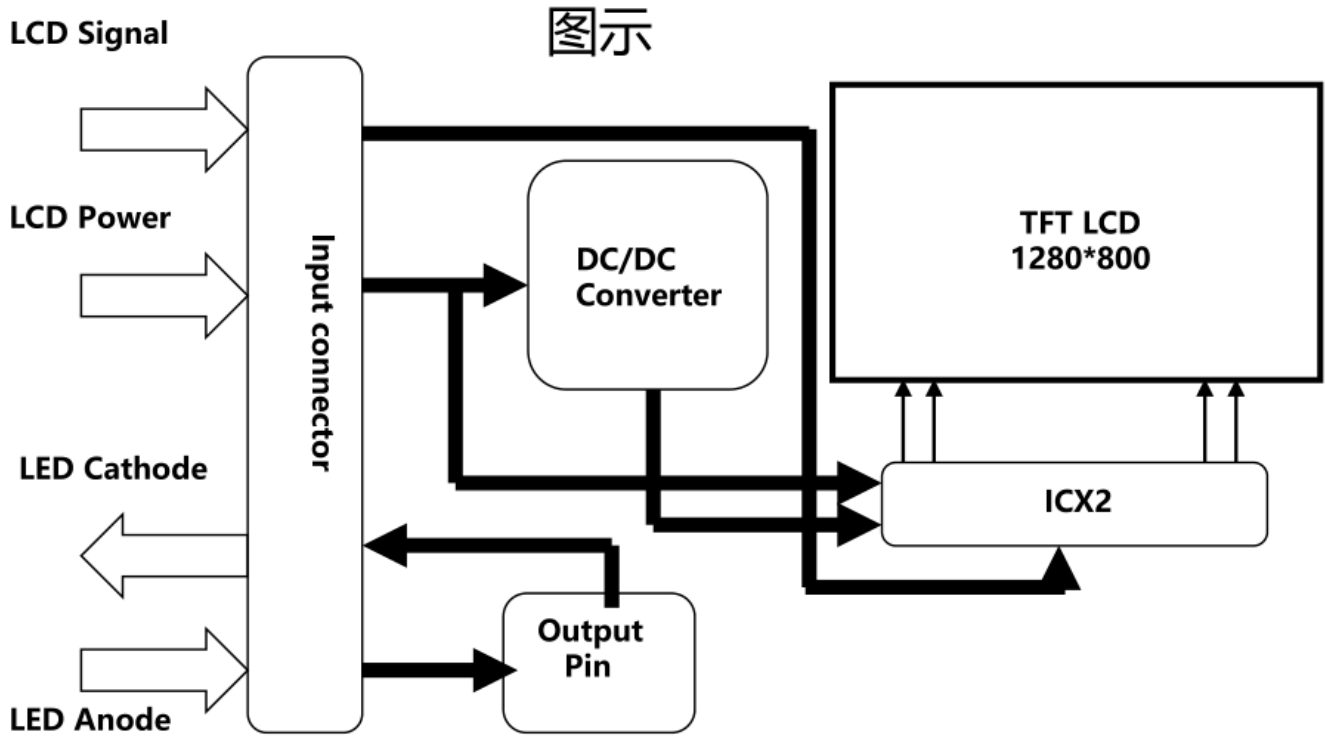 图示
LCD Signal
LCD Power
Input connector
DC/DC
Converter
TFT LCD
1280*800
LED Cathode
ICX2
Output
Pin
LED Anode